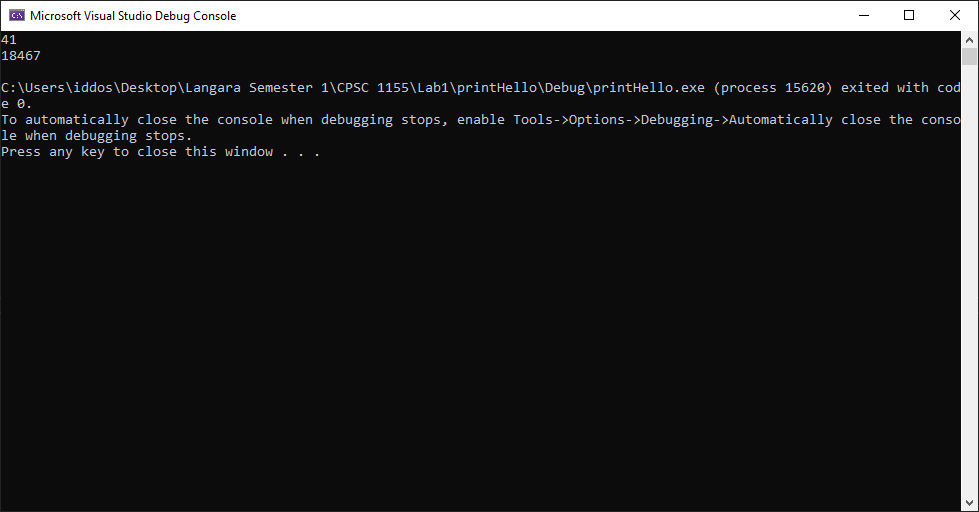 Microsoft Visual Studio Debug Console
41
18467
C:\Users\iddos\Desktop\Langara Semester 1\CPSC 1155\Lab1\printHello\Debug\printHello.exe (process 15620) exited with cod
e 0.
To automatically close the console when debugging stops, enable Tools->Options->Debugging->Automatically close the conso
le when debugging stops.
Press any key to close this window . . .